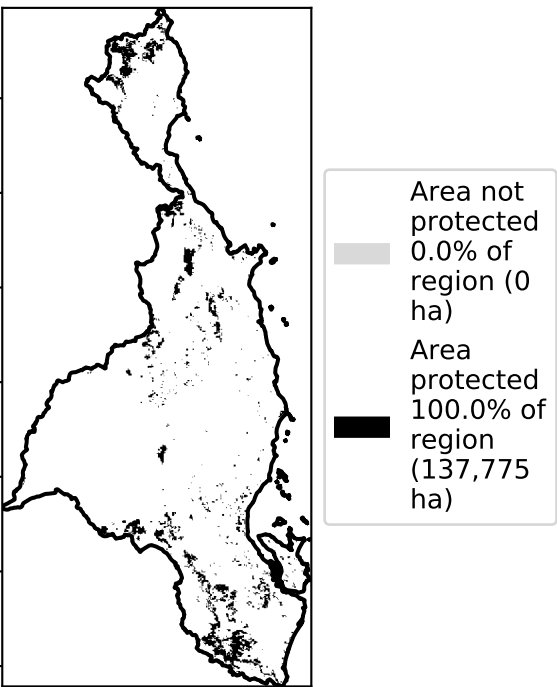 Area not
protected
0.0% of
region (0
ha)
Area
protected
100.0% of
region
(137,775
ha)